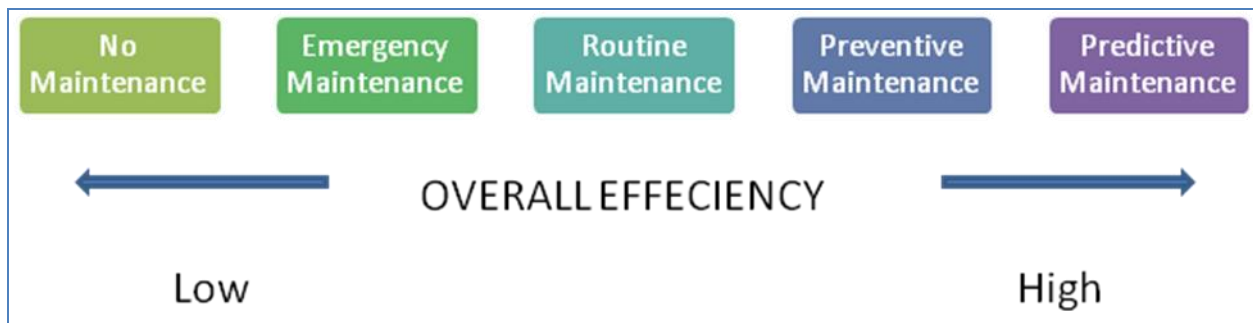 No
Maintenance
Emergency
Maintenance
Routine
Maintenance
Preventive
Maintenance
Predictive
Maintenance
OVERALL EFFECIENCY
Low
High